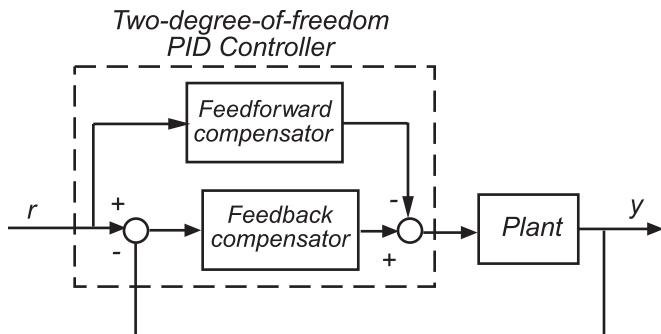 Two-degree-of-freedom
PID Controller
Feedforward
compensator
r
+
-
Feedback
compensator
-
+
Plant
y